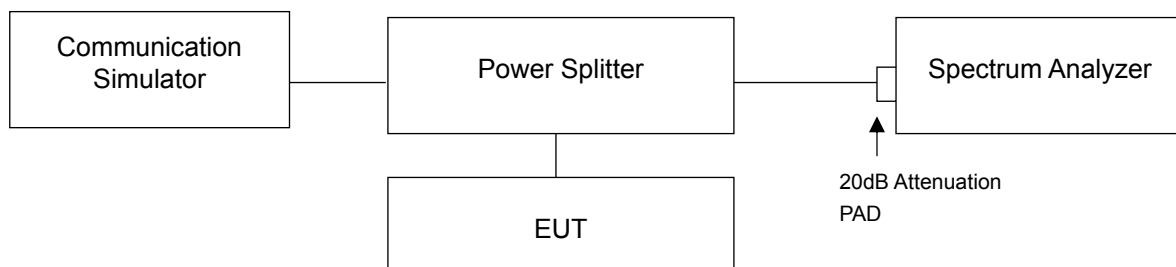 Communication
Simulator
Power Splitter
Spectrum Analyzer
20dB Attenuation
PAD
EUT